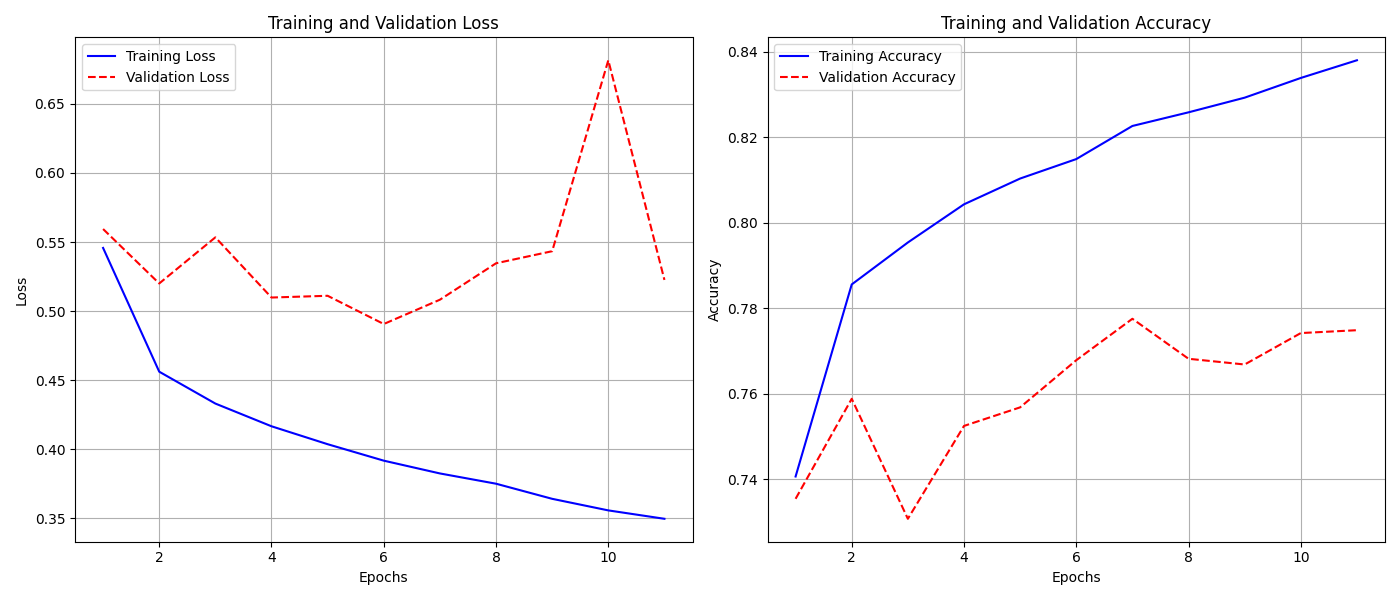 Training and Validation Loss
Training Loss
Validation Loss
0.65
0.60
0.55
0.50
0.45
0.40
0.35
Loss
2 4 6 8 10
Epochs
Training and Validation Accuracy
Training Accuracy
Validation Accuracy
0.84
0.82
0.80
0.78
0.76
0.74
Accuracy
2 4 6 8 10
Epochs